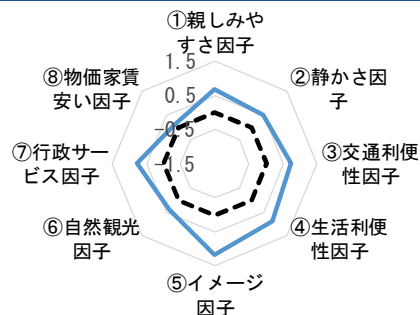 ①親しみや
すさ因子
1.5
②静かさ因
子
⑧物価家賃
安い因子
0.5
-0.5
⑦行政サー
ビス因子
③交通利便
性因子
-1.5
⑥自然観光
因子
④生活利便
性因子
⑤イメージ
因子